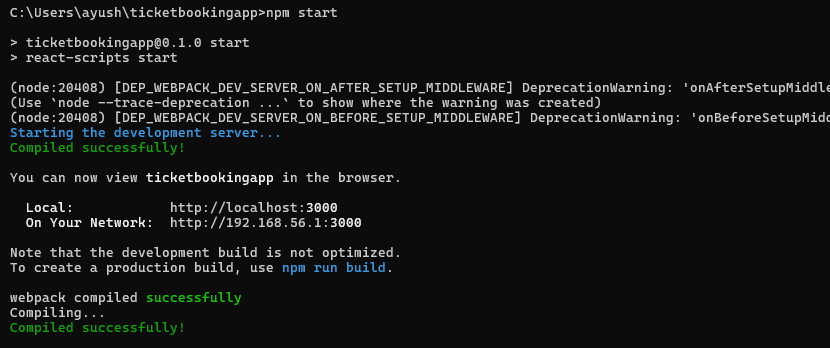 C:\Users\ayush\ticketbookingapp>npm start
> ticketbookingapp@0.1.0 start
> react-scripts start
(node:20408) [DEP_WEBPACK_DEV_SERVER_ON_AFTER_SETUP_MIDDLEWARE] DeprecationWarning: 'onAfterSetupMiddle
(Use `node --trace-deprecation ...` to show where the warning was created)
(node:20408) [DEP_WEBPACK_DEV_SERVER_ON_BEFORE_SETUP_MIDDLEWARE] DeprecationWarning: 'onBeforeSetupMidd
Starting the development server...
Compiled successfully!
You can now view ticketbookingapp in the browser.
Local: http://localhost:3000
On Your Network: http://192.168.56.1:3000
Note that the development build is not optimized.
To create a production build, use npm run build.
webpack compiled successfully
Compiling...
Compiled successfully!